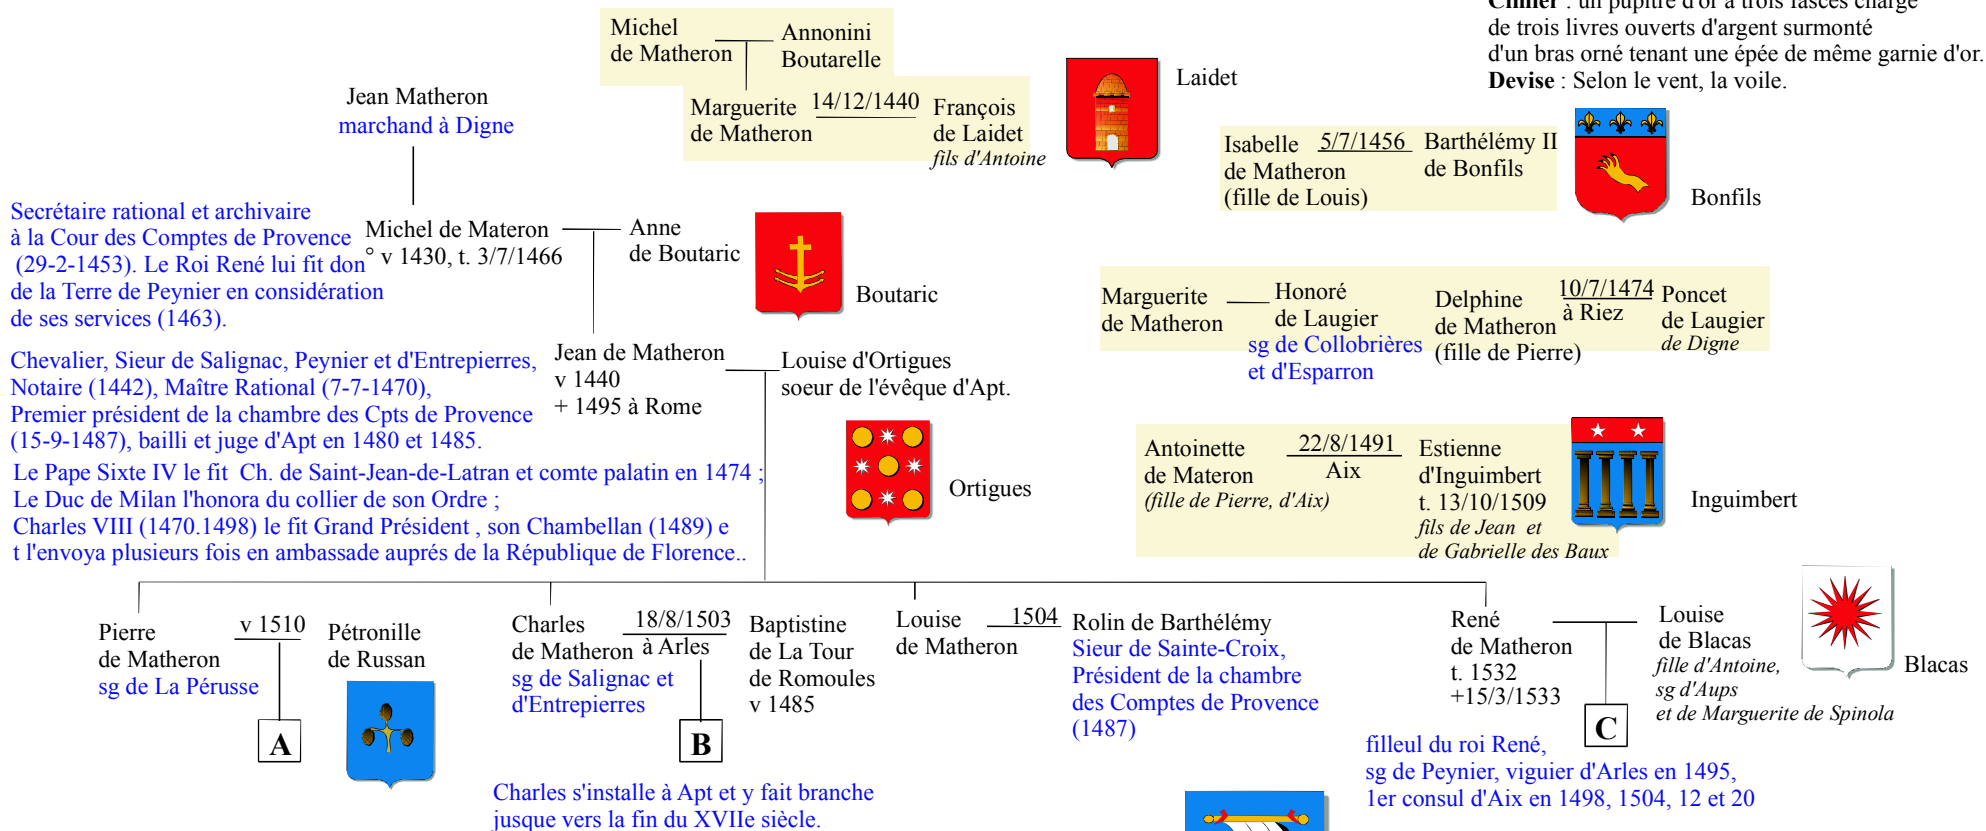 Cimier : un pupitre d'or à trois fasces chargé
de trois livres ouverts d'argent surmonté
d'un bras orné tenant une épée de même garnie d'or.
Devise : Selon le vent, la voile.
Michel
de Matheron
Annonini
Boutarelle
Marguerite
de Matheron
14/12/1440
François
de Laidet
fils d'Antoine
Laidet
Jean Matheron
marchand à Digne
Isabelle
de Matheron
(fille de Louis)
5/7/1456
Barthélémy II
de Bonfils
Bonfils
Secrétaire rational et archivaire
à la Cour des Comptes de Provence
(29-2-1453). Le Roi René lui fit don
de la Terre de Peynier en considération
de ses services (1463).
Michel de Materon
° v 1430, t. 3/7/1466
Anne
de Boutaric
Boutaric
Marguerite
de Matheron
Honoré
de Laugier
sg de Collobrières
et d'Esparron
Delphine
de Matheron
(fille de Pierre)
10/7/1474
à Riez
Poncet
de Laugier
de Digne
Chevalier, Sieur de Salignac, Peynier et d'Entrepierres,
Notaire (1442), Maître Rational (7-7-1470),
Premier président de la chambre des Cpts de Provence
(15-9-1487), bailli et juge d'Apt en 1480 et 1485.
Le Pape Sixte IV le fit  Ch. de Saint-Jean-de-Latran et comte palatin en 1474 ;
Le Duc de Milan l'honora du collier de son Ordre ;
Charles VIII (1470.1498) le fit Grand Président , son Chambellan (1489) e
t l'envoya plusieurs fois en ambassade auprés de la République de Florence..
Jean de Matheron
v 1440
+ 1495 à Rome
Louise d'Ortigues
soeur de l'évêque d'Apt.
Ortigues
Antoinette
de Materon
(fille de Pierre, d'Aix)
22/8/1491
Aix
Estienne
d'Inguimbert
t. 13/10/1509
fils de Jean  et
de Gabrielle des Baux
Inguimbert
Pierre
de Matheron
sg de La Pérusse
v 1510
Pétronille
de Russan
A
Charles
de Matheron
sg de Salignac et
d'Entrepierres
18/8/1503
à Arles
Baptistine
de La Tour
de Romoules
v 1485
B
Charles s'installe à Apt et y fait branche
jusque vers la fin du XVIIe siècle.
Louise
de Matheron
1504
Rolin de Barthélémy
Sieur de Sainte-Croix,
Président de la chambre
des Comptes de Provence
(1487)
René
de Matheron
t. 1532
+15/3/1533
Louise
de Blacas
fille d'Antoine,
sg d'Aups
et de Marguerite de Spinola
Blacas
C
filleul du roi René,
sg de Peynier, viguier d'Arles en 1495,
1er consul d'Aix en 1498, 1504, 12 et 20